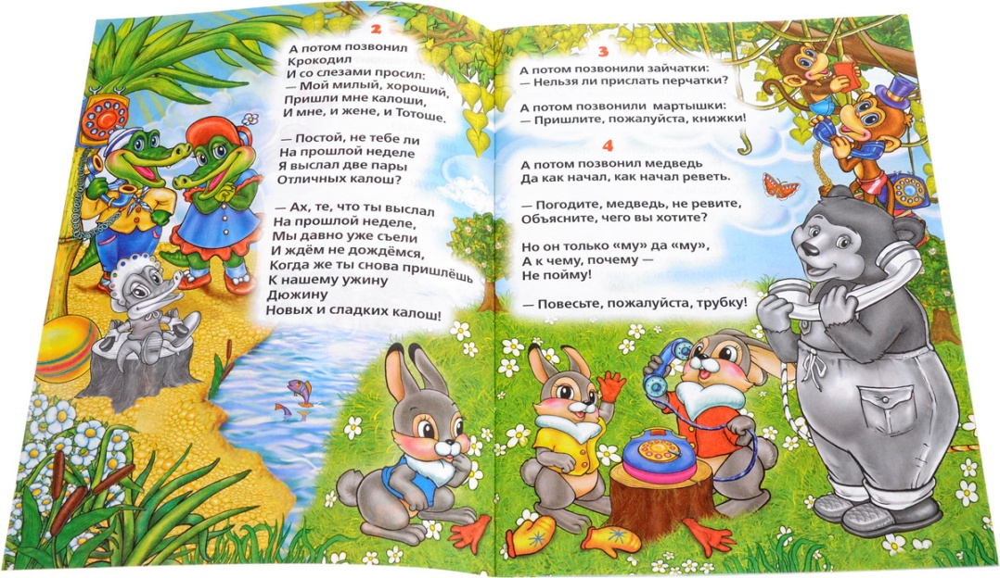 2
А потом позвонил
Крокодил
И со слезами просил:
— Мой милый, хороший,
Пришли мне калоши,
И мне, и жене, и Тотоше.
— Постой, не тебе ли
На прошлой неделе
Я выслал две пары
Отличных калош?
— Ах, те, что ты выслал
На прошлой неделе,
Мы давно уже съели
И ждём не дождёмся,
Когда же ты снова пришлёшь
К нашему ужину
Дюжину
Новых и сладких калош!
3
А потом позвонили зайчатки:
— Нельзя ли прислать перчатки?
А потом позвонили мартышки:
— Пришлите, пожалуйста, книжки!
4
А потом позвонил медведь
Да как начал, как начал реветь.
— Погодите, медведь, не ревите,
Объясните, чего вы хотите?
Но он только «му» да «му»,
А к чему, почему —
Не пойму!
— Повесьте, пожалуйста, трубку!